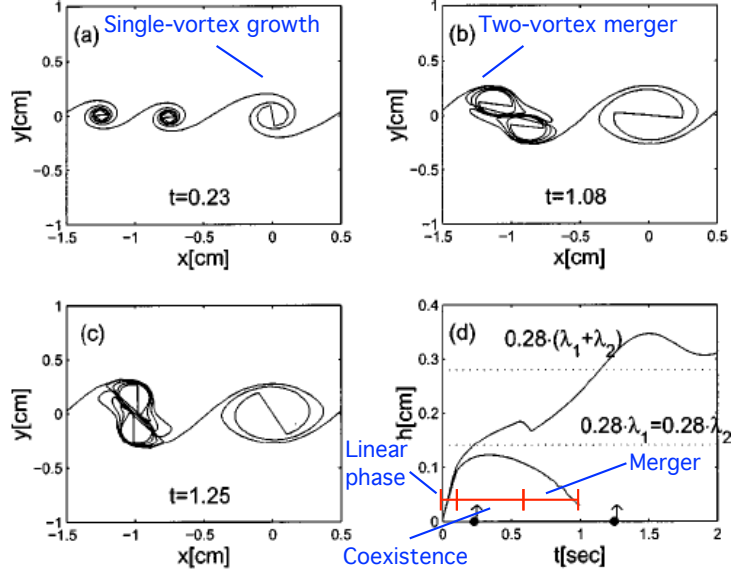 (a)
Single-vortex growth
y[cm]
1
0.5
0
−0.5
−1
t=0.23
−1.5
−1
−0.5
0
0.5
x[cm]
(b)
Two-vortex merger
y[cm]
1
0.5
0
−0.5
−1
t=1.08
−1.5
−1
−0.5
0
0.5
x[cm]
(c)
y[cm]
1
0.5
0
−0.5
−1
t=1.25
−1.5
−1
−0.5
0
0.5
x[cm]
(d)
h[cm]
0.4
0.3
0.2
0.1
0
0.28·(λ₁+λ₂)
0.28·λ₁=0.28·λ₂
Linear
phase
Merger
Coexistence
0
0.5
1
1.5
2
t[sec]